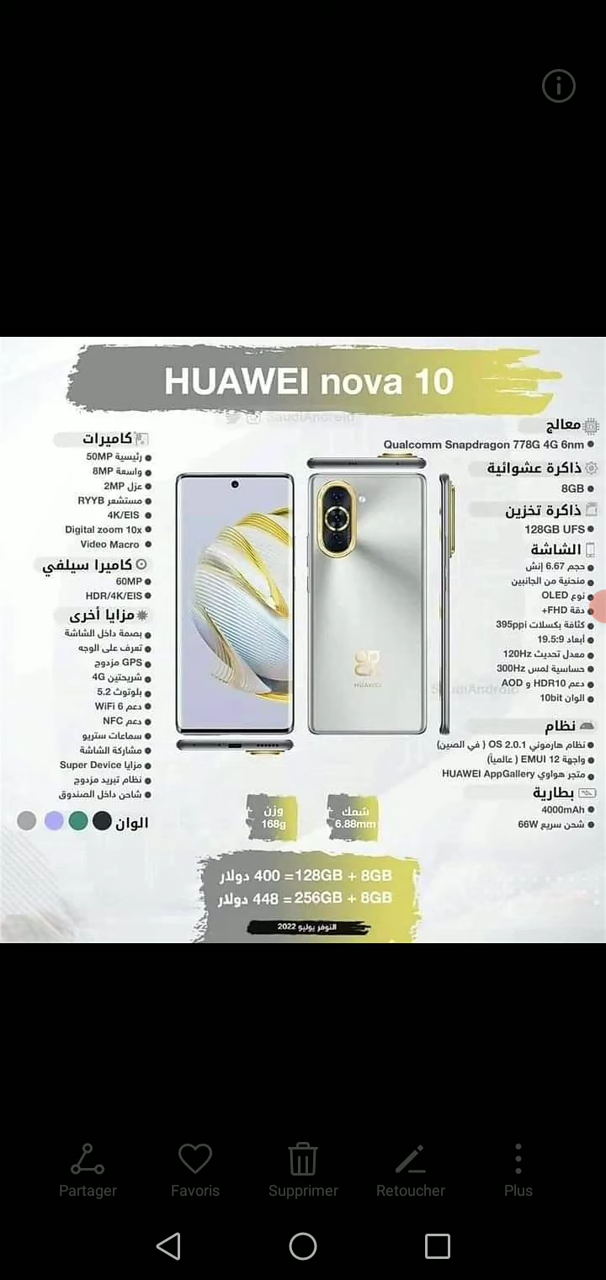 HUAWEI nova 10
SaudiAndroid
معالج
Qualcomm Snapdragon 778G 4G 6nm
ذاكرة عشوائية
8GB
ذاكرة تخزين
128GB UFS
الشاشة
حجم 6.67 إنش
منحنية من الجانبين
نوع OLED
دقة FHD+
كثافة بكسلات 395ppi
أبعاد 19.5:9
معدل تحديث 120Hz
حساسية لمس 300Hz
دعم HDR10 و AOD
الوان 10bit
نظام
نظام هارموني OS 2.0.1 ( في الصين)
واجهة EMUI 12 ( عالمياً)
متجر هواوي HUAWEI AppGallery
بطارية
4000mAh
شحن سريع 66W
كاميرات
رئيسية 50MP
واسعة 8MP
عزل 2MP
مستشعر RYYB
4K/EIS
Digital zoom 10x
Video Macro
كاميرا سيلفي
60MP
HDR/4K/EIS
مزايا أخرى
بصمة داخل الشاشة
تعرف على الوجه
GPS مزدوج
شريحتين 4G
بلوتوث 5.2
دعم WiFi 6
دعم NFC
سماعات ستريو
مشاركة الشاشة
مزايا Super Device
نظام تبريد مزدوج
شاحن داخل الصندوق
الوان
HUAWEI
SaudiAndroid
سُمك
6.88mm
وزن
168g
8GB + 128GB= 400 دولار
8GB + 256GB= 448 دولار
التوفر يوليو 2022
Partager
Favoris
Supprimer
Retoucher
Plus